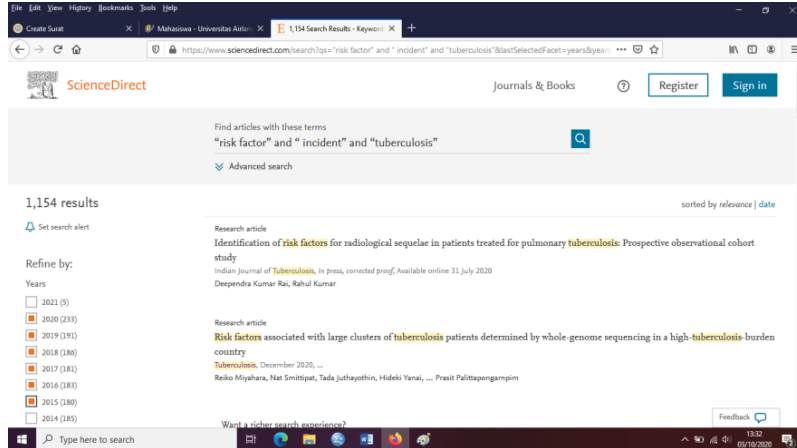 File Edit View History Bookmarks Tools Help
Create Surat
Mahasiswa - Universitas Airlan
1,154 Search Results - Keyword
https://www.sciencedirect.com/search?qs="risk factor" and " incident" and "tuberculosis"&lastSelectedFacet=years&years
ScienceDirect
Journals & Books
Register
Sign in
Find articles with these terms
"risk factor" and " incident" and "tuberculosis"
Advanced search
1,154 results
sorted by relevance | date
Set search alert
Refine by:
Years
2021 (5)
2020 (233)
2019 (191)
2018 (186)
2017 (181)
2016 (183)
2015 (180)
2014 (185)
Research article
Identification of risk factors for radiological sequelae in patients treated for pulmonary tuberculosis: Prospective observational cohort
study
Indian Journal of Tuberculosis, In press, corrected proof, Available online 31 July 2020
Deependra Kumar Rai, Rahul Kumar
Research article
Risk factors associated with large clusters of tuberculosis patients determined by whole-genome sequencing in a high-tuberculosis-burden
country
Tuberculosis, December 2020, ...
Reiko Miyahara, Nat Smittipat, Tada Juthayothin, Hideki Yanai, ... Prasit Palittapongarnpim
Want a richer search experience?
Feedback
Type here to search
13:32
03/10/2020